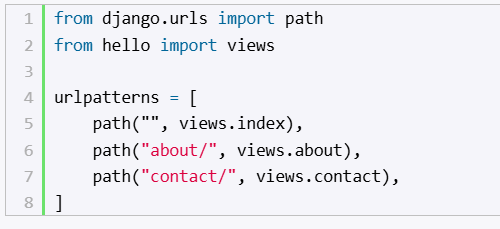 1 from django.urls import path
2 from hello import views
3
4 urlpatterns = [
5     path("", views.index),
6     path("about/", views.about),
7     path("contact/", views.contact),
8 ]